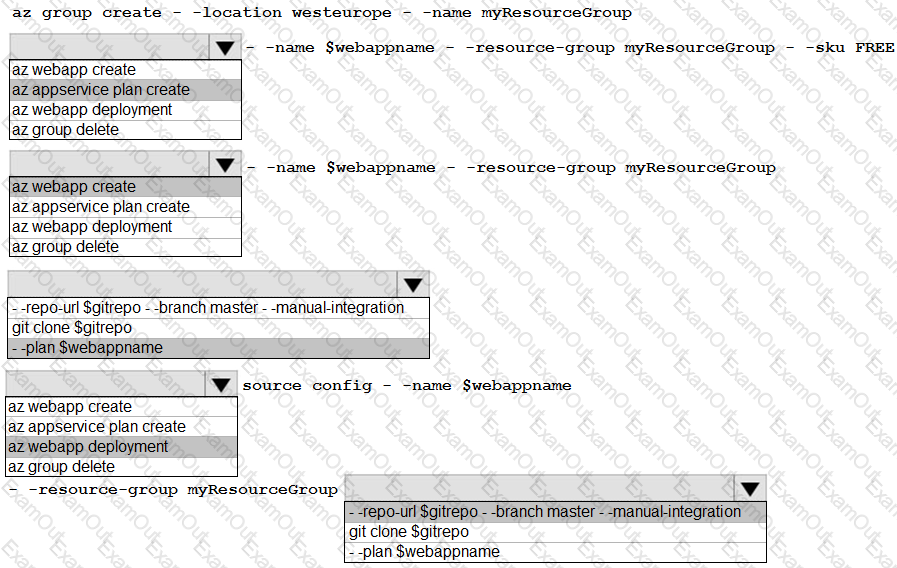 az group create - -location westeurope - -name myResourceGroup
- -name $webappname - -resource-group myResourceGroup - -sku FREE
az webapp create
az appservice plan create
az webapp deployment
az group delete
- -name $webappname - -resource-group myResourceGroup
az webapp create
az appservice plan create
az webapp deployment
az group delete
- -repo-url $gitrepo - -branch master - -manual-integration
git clone $gitrepo
- -plan $webappname
source config - -name $webappname
az webapp create
az appservice plan create
az webapp deployment
az group delete
- -resource-group myResourceGroup
- -repo-url $gitrepo - -branch master - -manual-integration
git clone $gitrepo
- -plan $webappname